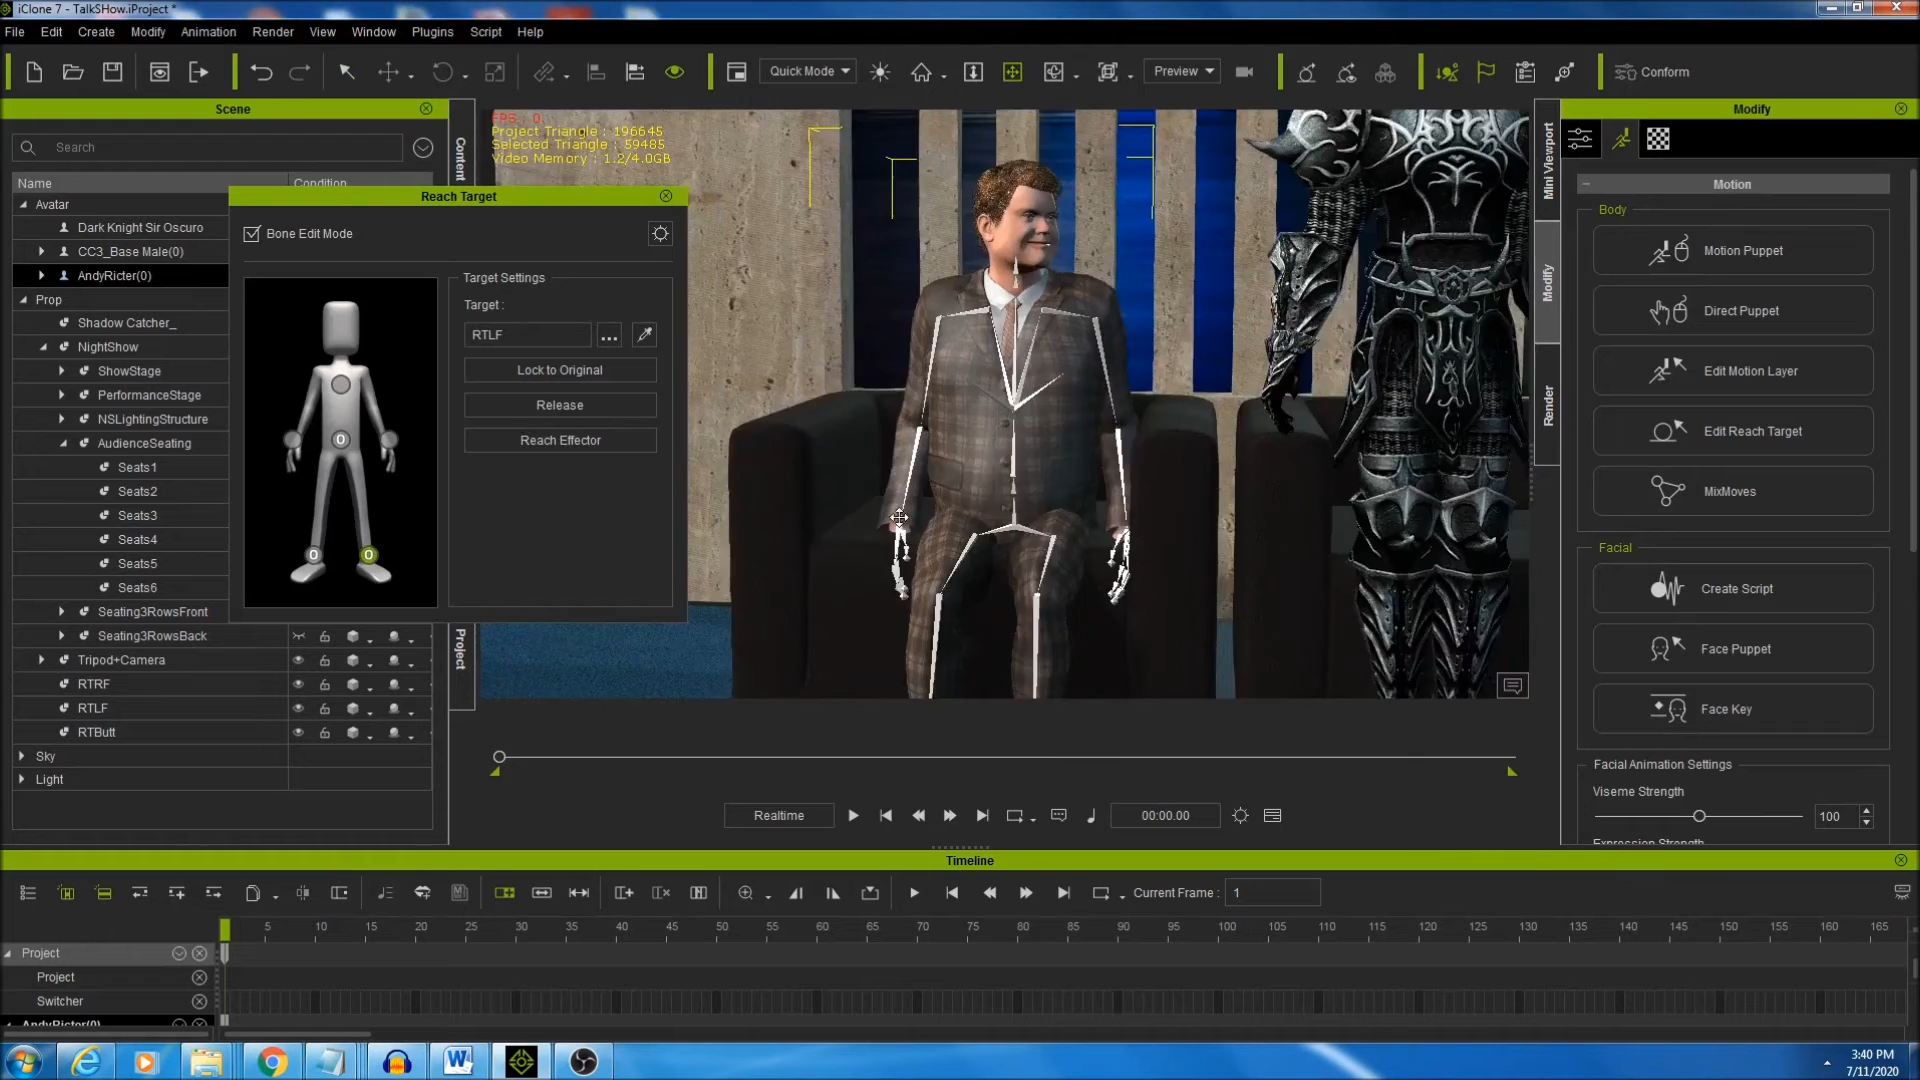 iClone 7 - TalkSHow.iProject *
File Edit Create Modify Animation Render View Window Plugins Script Help
Quick Mode
Preview
Conform
Scene
Search
Name Condition
Avatar
Dark Knight Sir Oscuro
CC3_Base Male(0)
AndyRicter(0)
Prop
Shadow Catcher_
NightShow
ShowStage
PerformanceStage
NSLightingStructure
AudienceSeating
Seats1
Seats2
Seats3
Seats4
Seats5
Seats6
Seating3RowsFront
Seating3RowsBack
Tripod+Camera
RTRF
RTLF
RTButt
Sky
Light
Content
Project
Reach Target
Bone Edit Mode
Target Settings
Target :
RTLF
...
Lock to Original
Release
Reach Effector
FPS : 0
Project Triangle : 196645
Selected Triangle : 59485
Video Memory : 1.2/4.0GB
Mini Viewport
Modify
Render
Modify
Motion
Body
Motion Puppet
Direct Puppet
Edit Motion Layer
Edit Reach Target
MixMoves
Facial
Create Script
Face Puppet
Face Key
Facial Animation Settings
Viseme Strength
100
Expression Strength
Realtime
00:00.00
Timeline
Current Frame : 1
5 10 15 20 25 30 35 40 45 50 55 60 65 70 75 80 85 90 95 100 105 110 115 120 125 130 135 140 145 150 155 160 165
Project
Project
Switcher
AndyRicter(0)
3:40 PM
7/11/2020